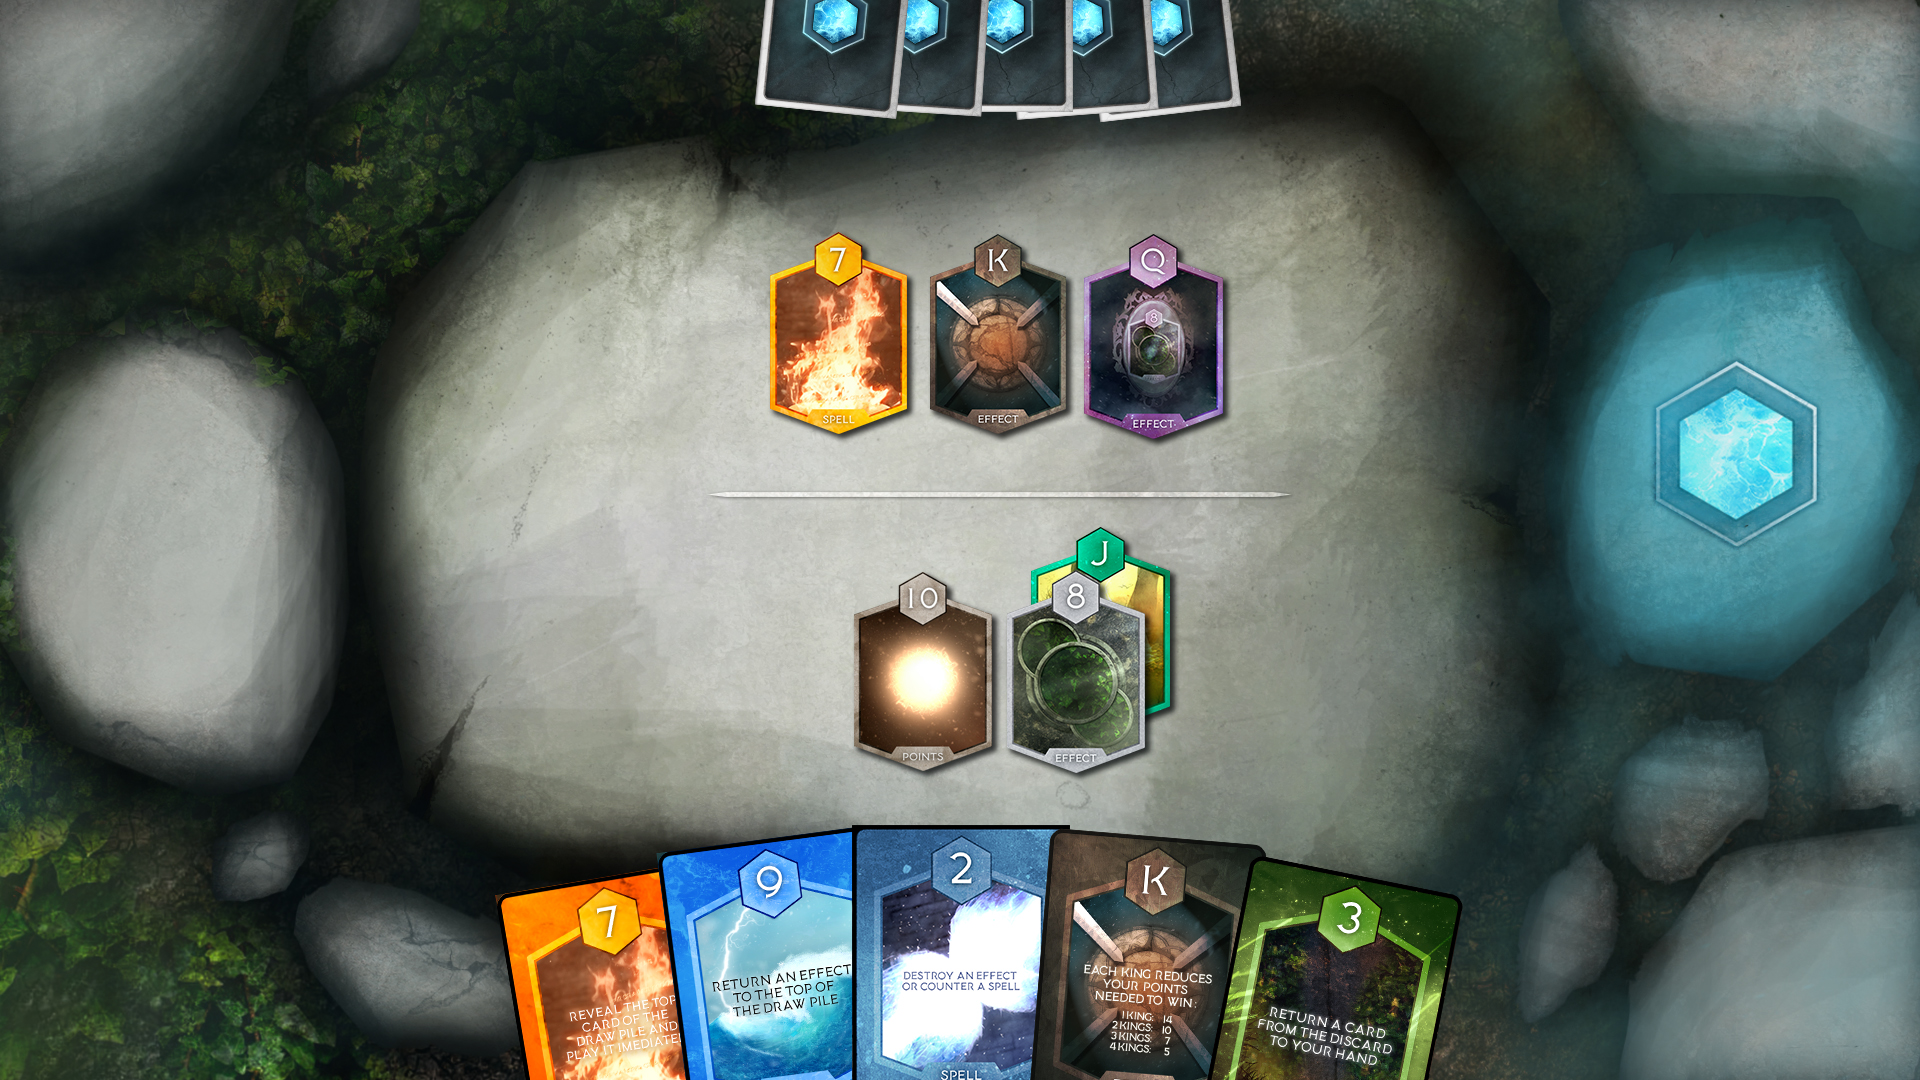 7
K
Q
8
SPELL
EFFECT
EFFECT
J
10
8
POINTS
EFFECT
7
REVEAL THE TOP
CARD OF THE
DRAW PILE AND
PLAY IT IMEDIATEL
9
RETURN AN EFFECT
TO THE TOP OF
THE DRAW PILE
2
DESTROY AN EFFECT
OR COUNTER A SPELL
SPELL
K
EACH KING REDUCES
YOUR POINTS
NEEDED TO WIN:
1 KING: 14
2 KINGS: 10
3 KINGS: 7
4 KINGS: 5
3
RETURN A CARD
FROM THE DISCARD
TO YOUR HAND